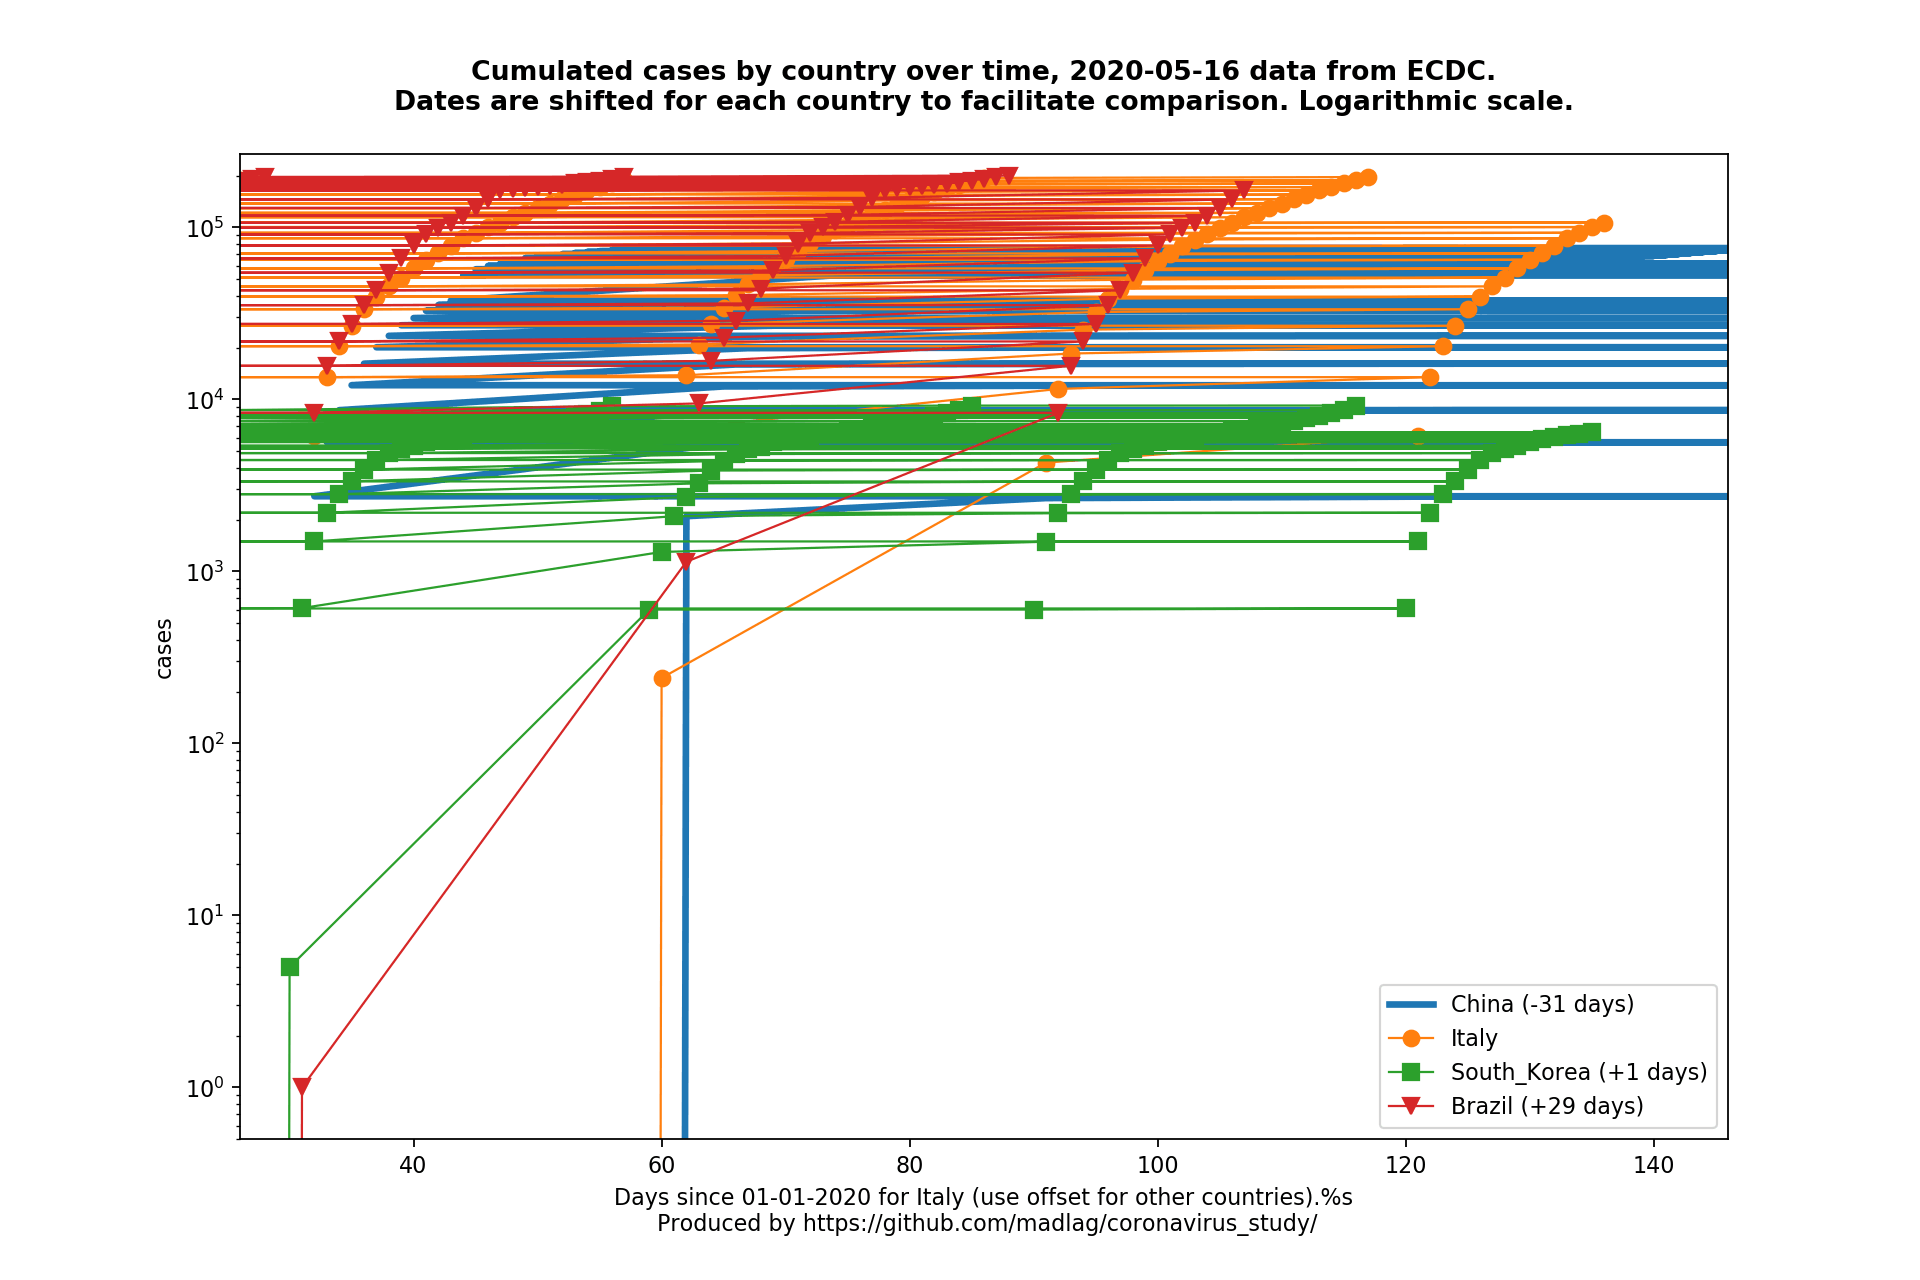 Cumulated cases by country over time, 2020-05-16 data from ECDC.
Dates are shifted for each country to facilitate comparison. Logarithmic scale.
10^5
10^4
10^3
10^2
10^1
10^0
cases
40 60 80 100 120 140
Days since 01-01-2020 for Italy (use offset for other countries).%s
Produced by https://github.com/madlag/coronavirus_study/
China (-31 days)
Italy
South_Korea (+1 days)
Brazil (+29 days)